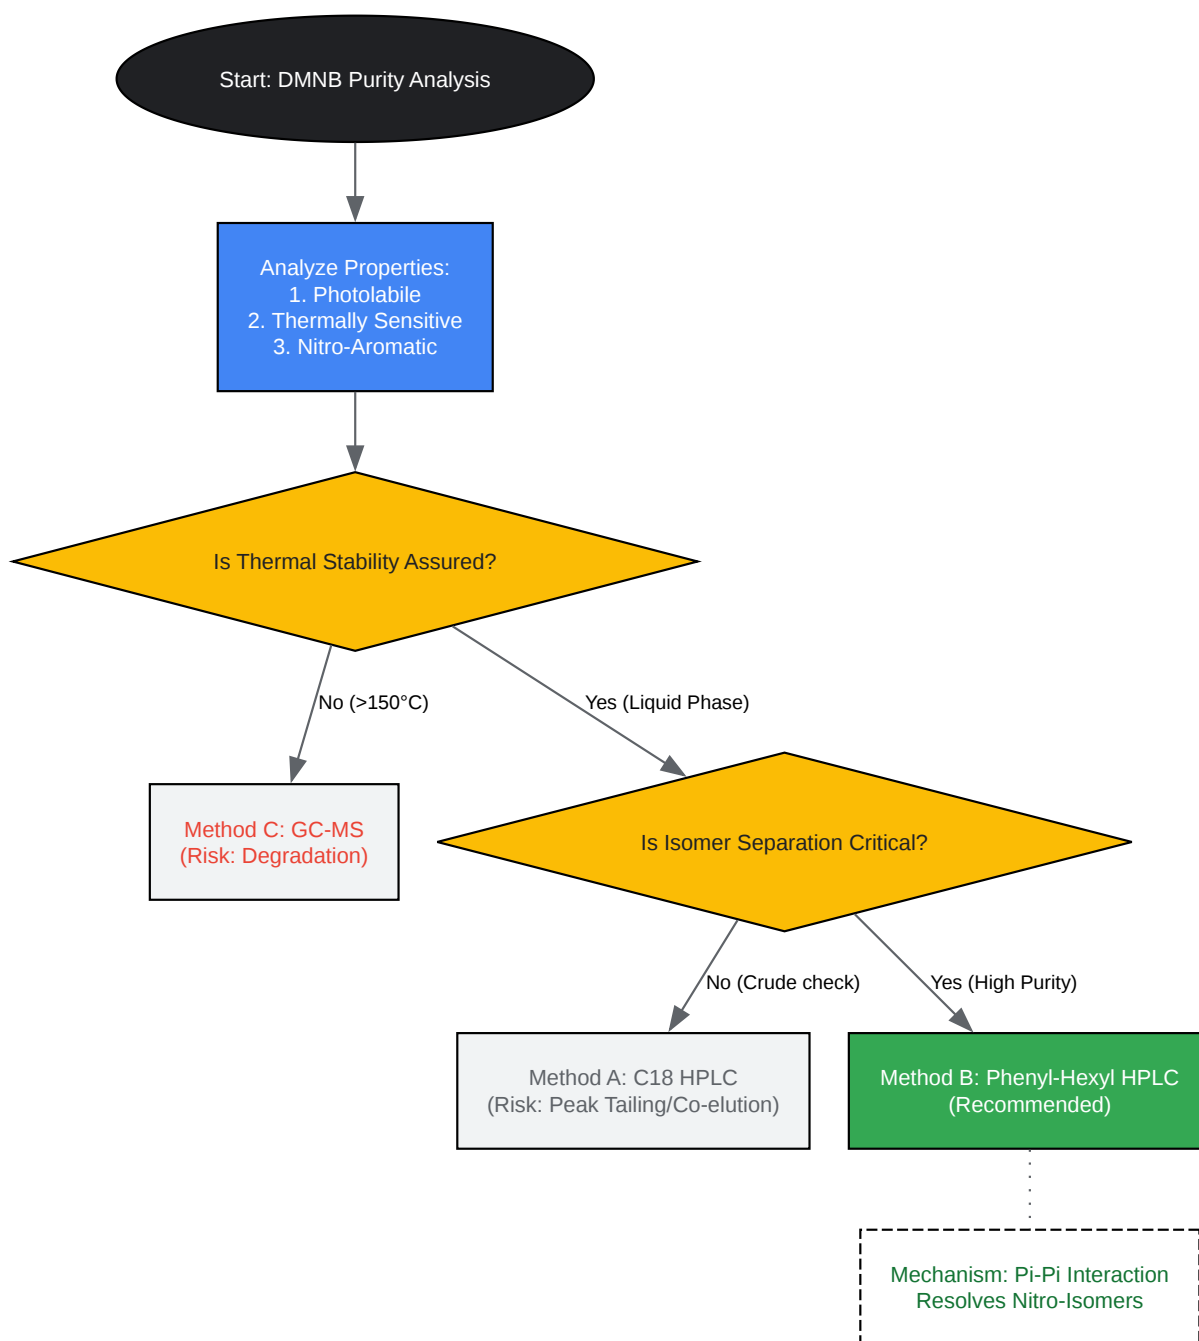 Start: DMNB Purity Analysis
Analyze Properties:
1. Photolabile
2. Thermally Sensitive
3. Nitro-Aromatic
Is Thermal Stability Assured?
No (>150°C)
Yes (Liquid Phase)
Method C: GC-MS
(Risk: Degradation)
Is Isomer Separation Critical?
No (Crude check)
Yes (High Purity)
Method A: C18 HPLC
(Risk: Peak Tailing/Co-elution)
Method B: Phenyl-Hexyl HPLC
(Recommended)
Mechanism: Pi-Pi Interaction
Resolves Nitro-Isomers